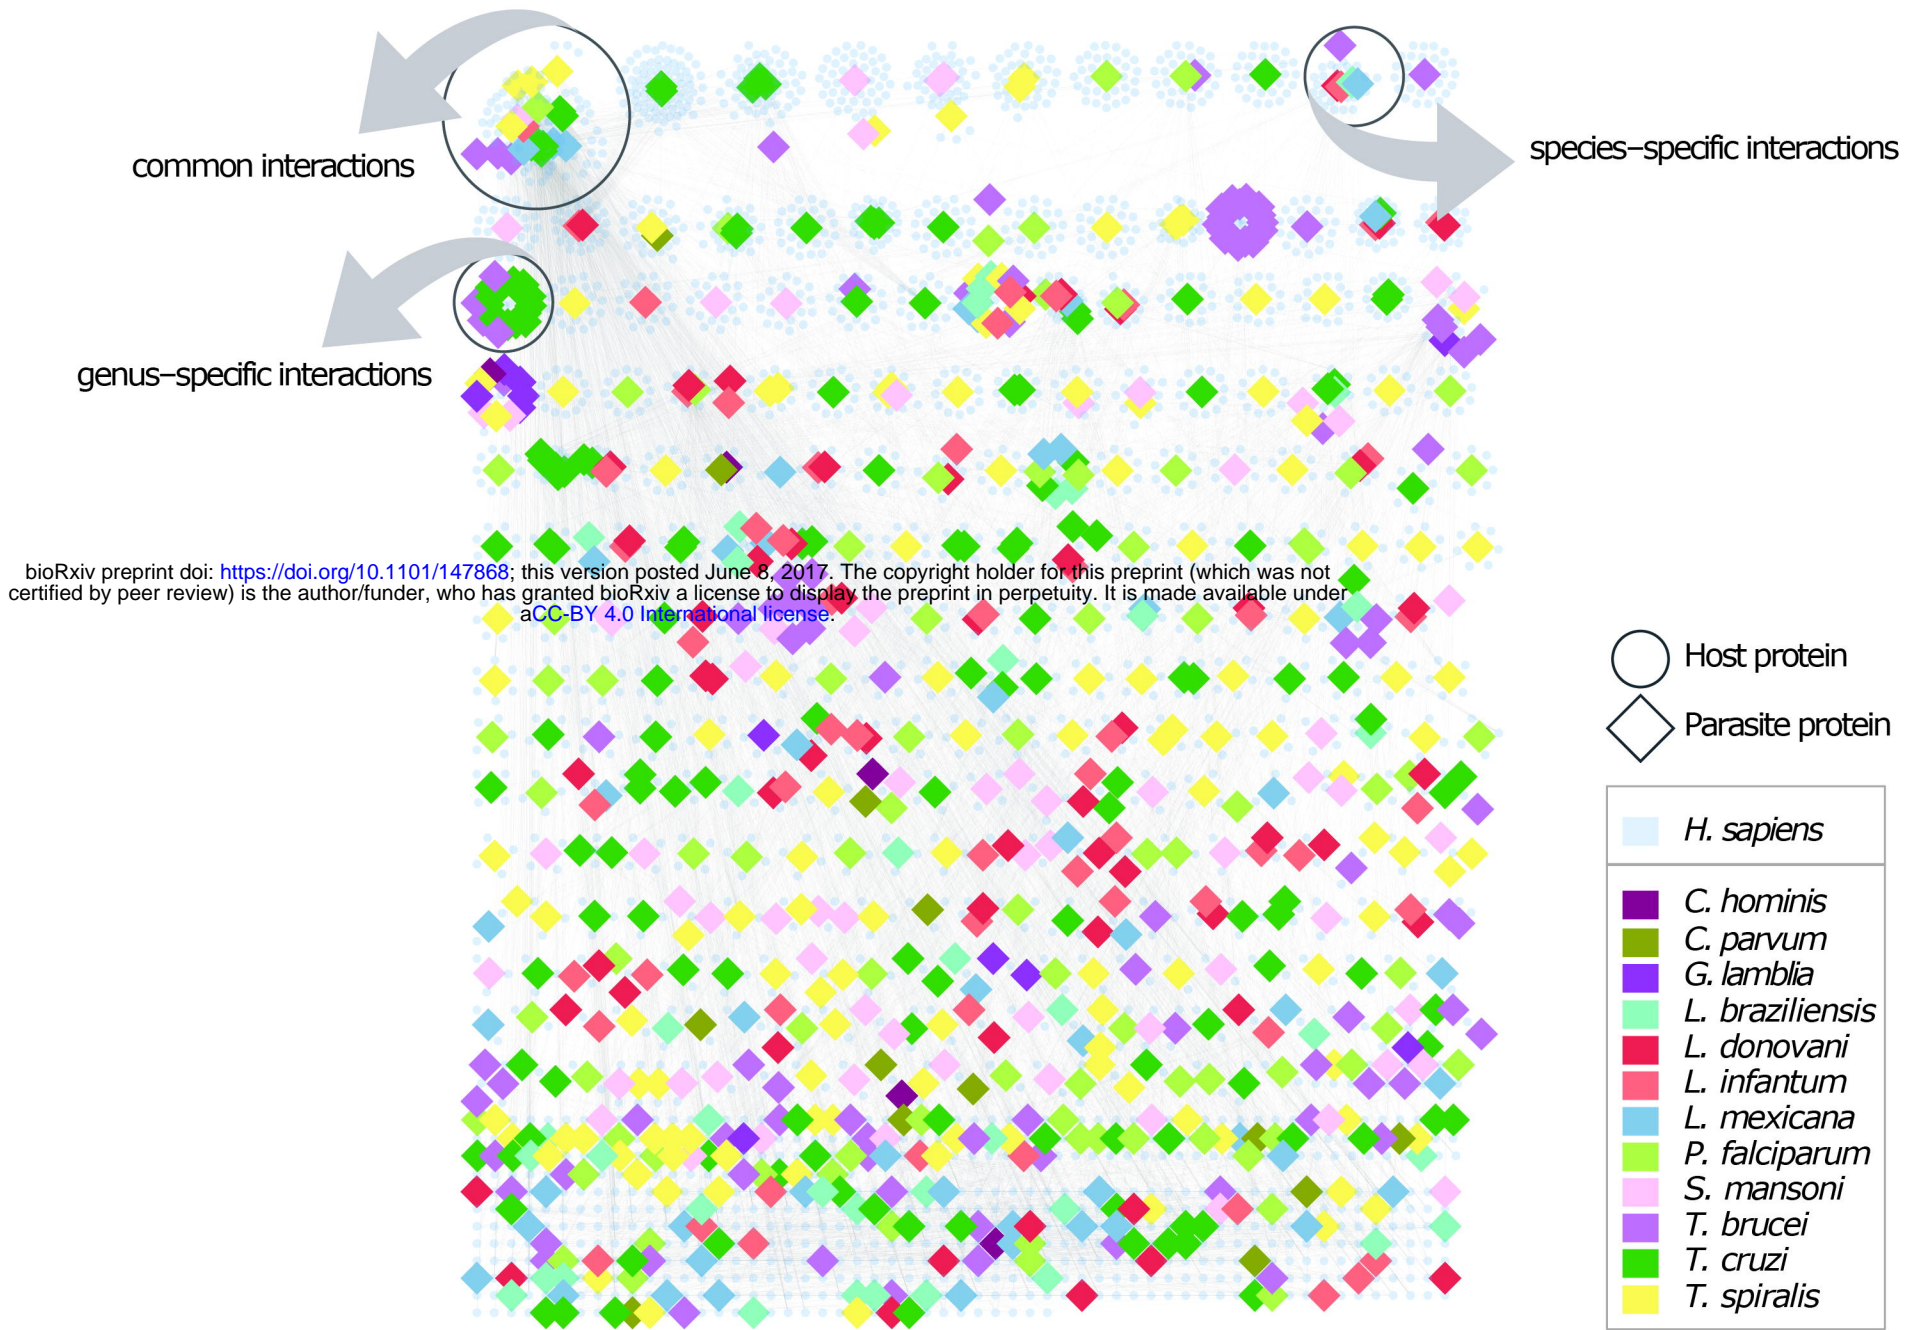 common interactions
species–specific interactions
genus–specific interactions
bioRxiv preprint doi: https://doi.org/10.1101/147868; this version posted June 8, 2017. The copyright holder for this preprint (which was not
certified by peer review) is the author/funder, who has granted bioRxiv a license to display the preprint in perpetuity. It is made available under
aCC-BY 4.0 International license.
Host protein
Parasite protein
H. sapiens
C. hominis
C. parvum
G. lamblia
L. braziliensis
L. donovani
L. infantum
L. mexicana
P. falciparum
S. mansoni
T. brucei
T. cruzi
T. spiralis